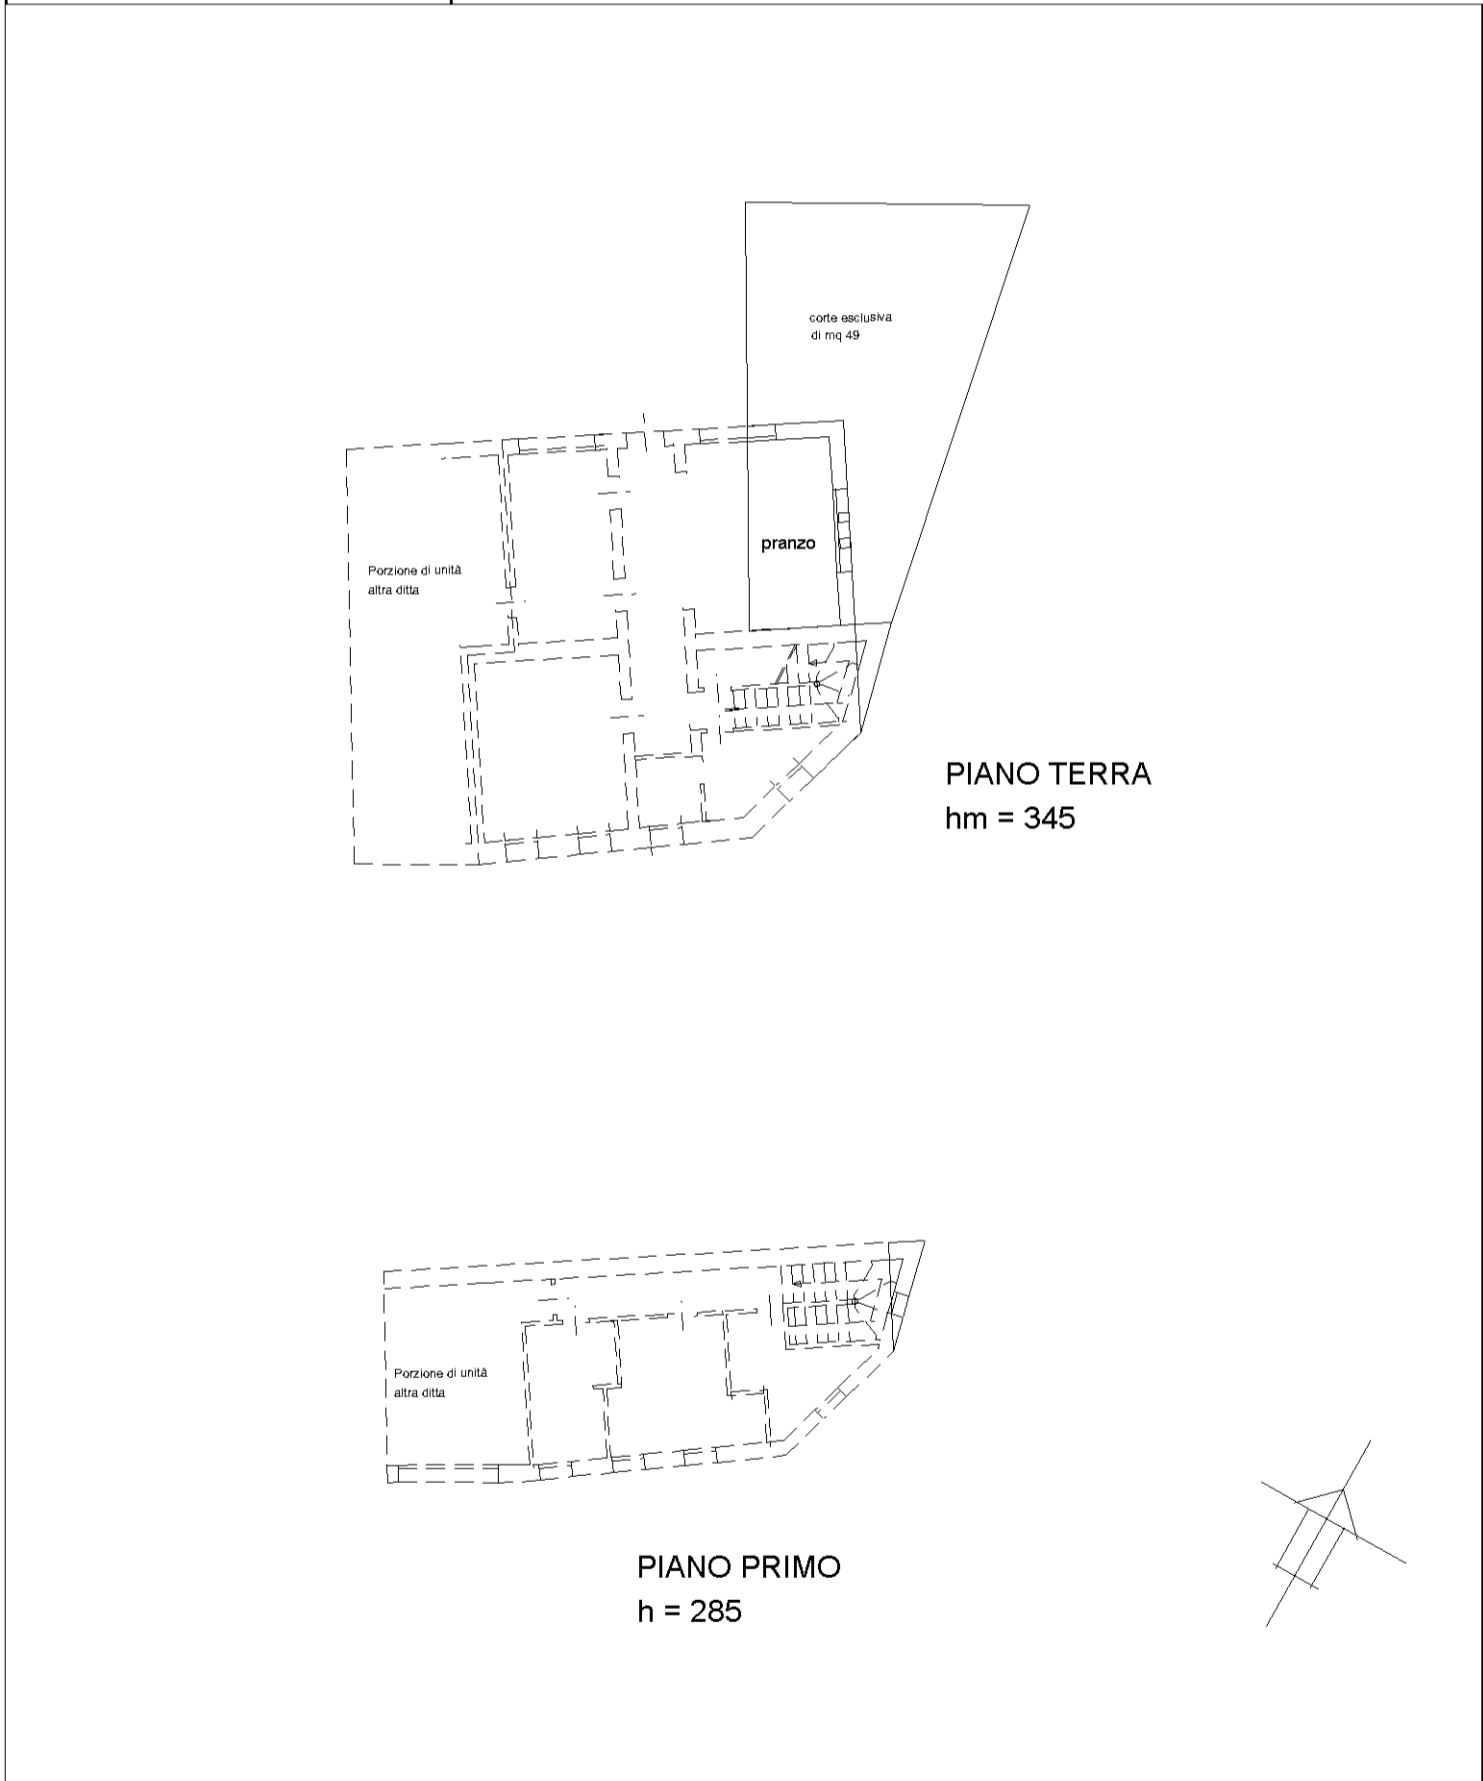 corte esclusiva
di mq 49
pranzo
Porzione di unità
altra ditta
PIANO TERRA
hm = 345
Porzione di unità
altra ditta
PIANO PRIMO
h = 285